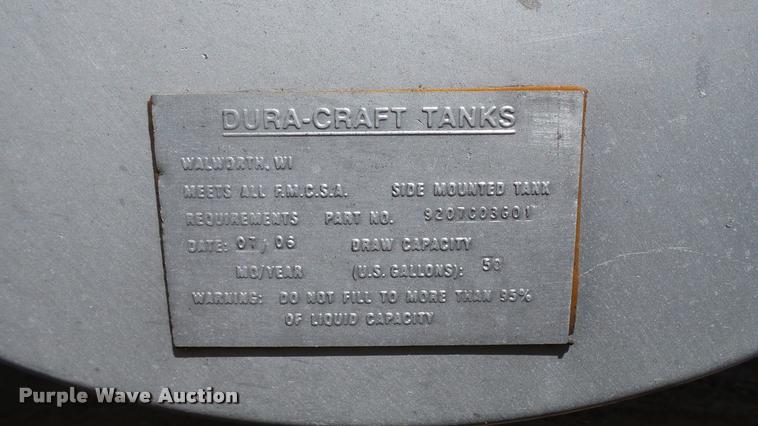 DURA-CRAFT TANKS
WALWORTH, WI
MEETS ALL F.M.C.S.A. SIDE MOUNTED TANK
REQUIREMENTS PART NO. 9207C03G01
DATE: 07/06 DRAW CAPACITY
MO/YEAR (U.S. GALLONS): 50
WARNING: DO NOT FILL TO MORE THAN 95%
OF LIQUID CAPACITY
Purple Wave Auction